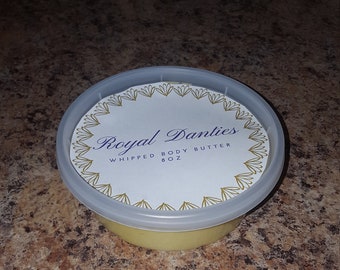 Royal Danties
WHIPPED BODY BUTTER
8OZ